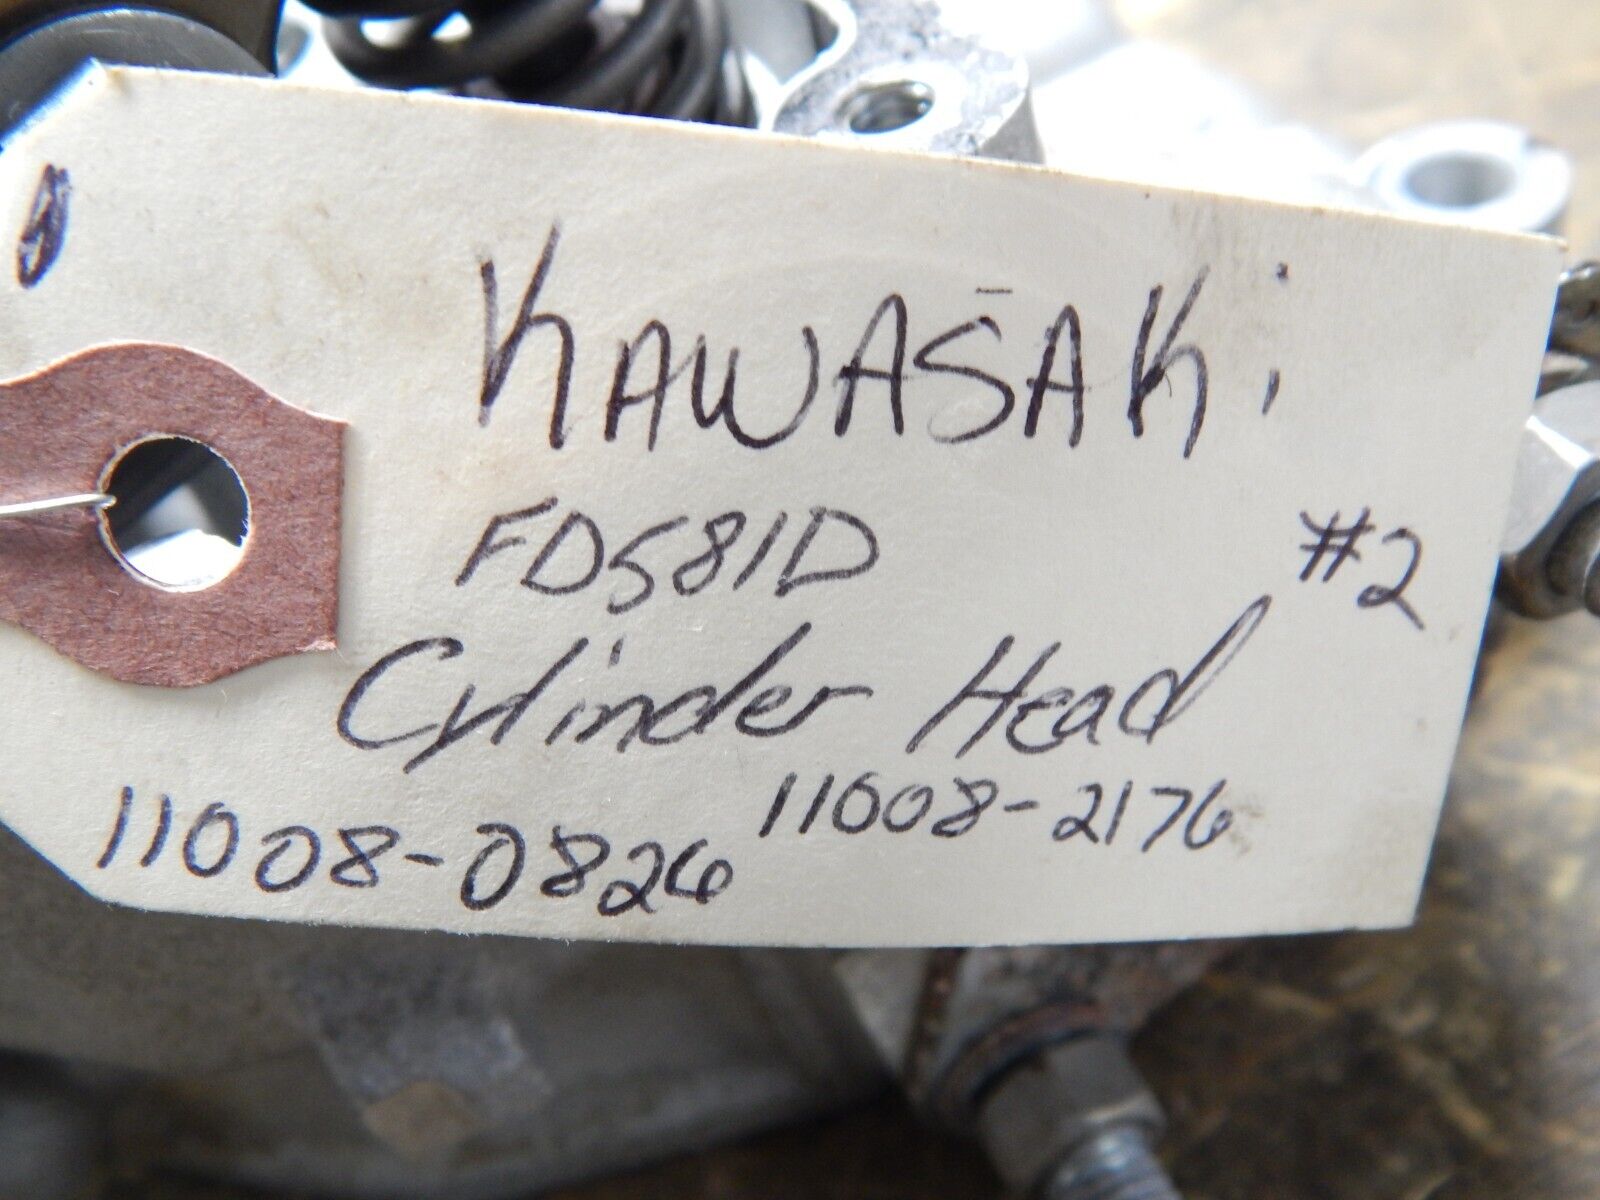 KAWASAKi
FD581D #2
Cylinder Head
11008-0826 11008-2176